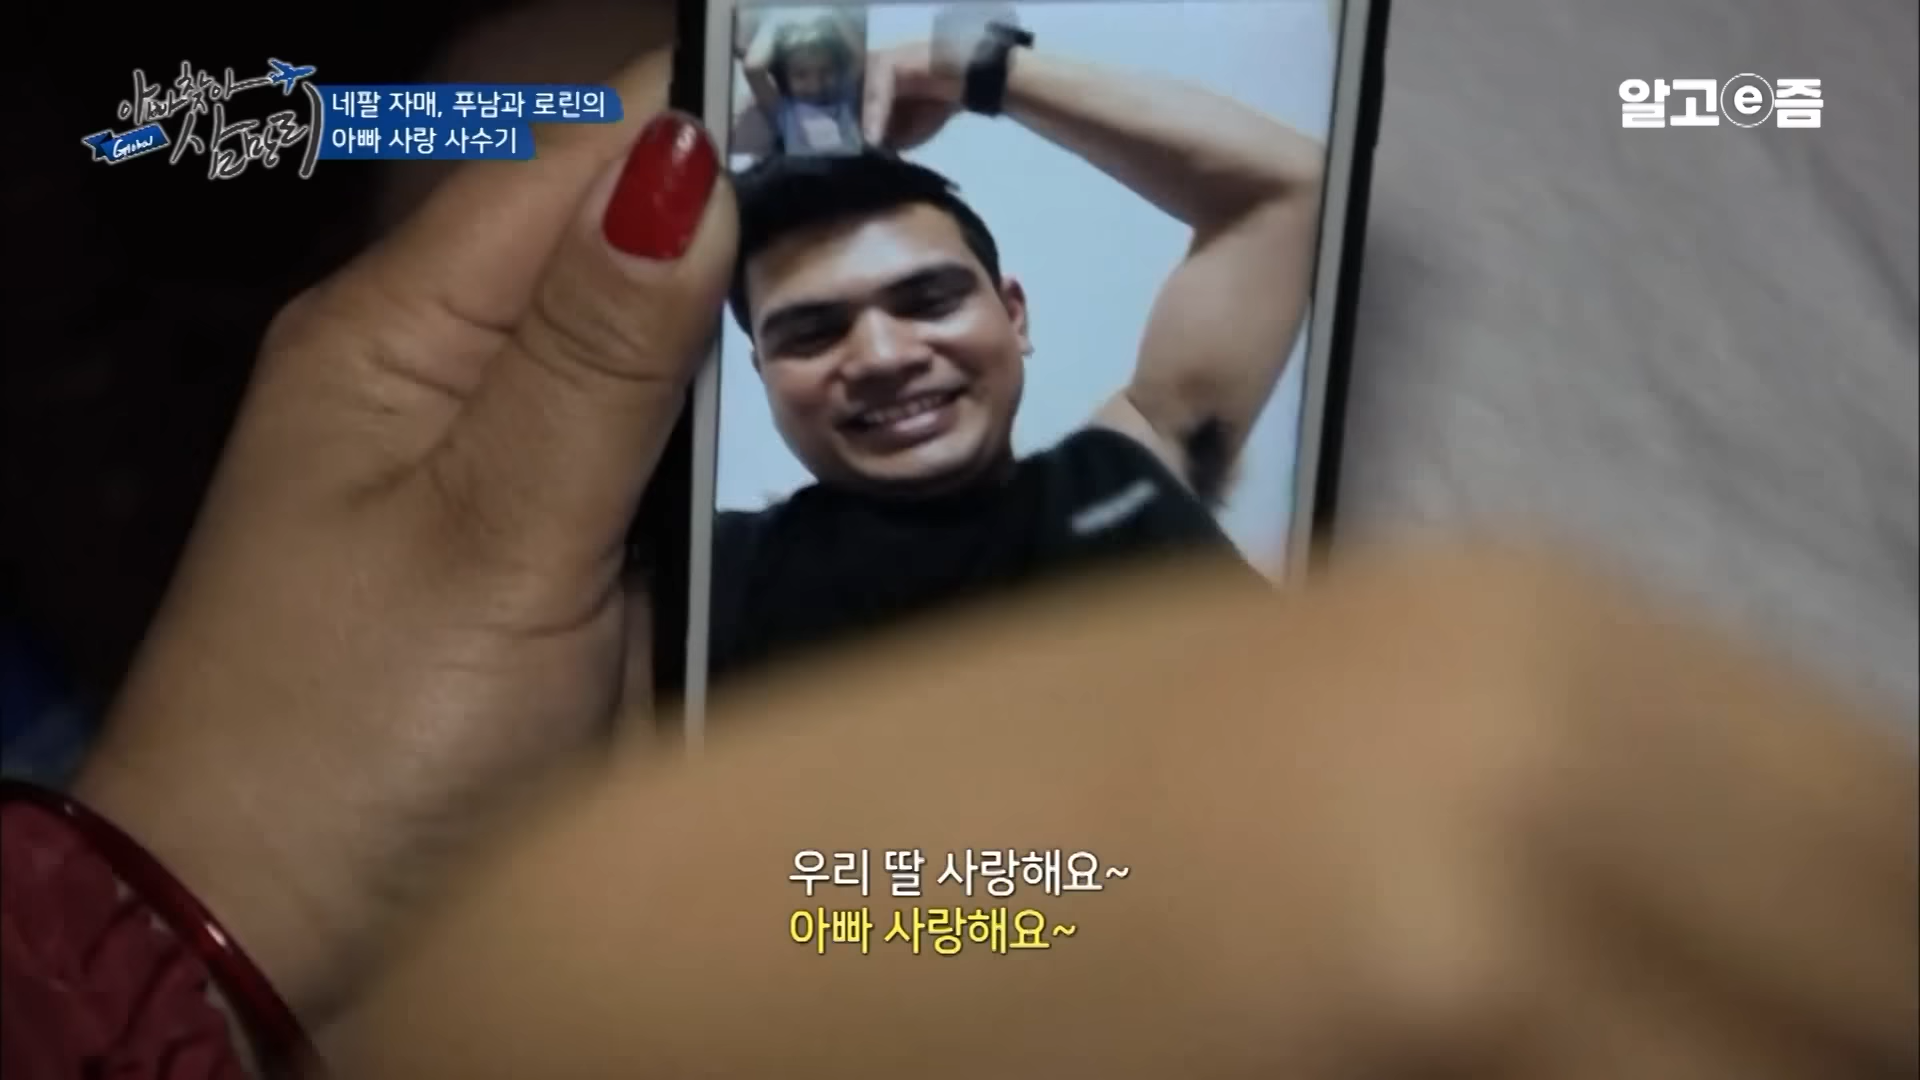 아빠찾아
삼만리
Global
네팔 자매, 푸남과 로린의
아빠 사랑 사수기
알고e즘
우리 딸 사랑해요~
아빠 사랑해요~